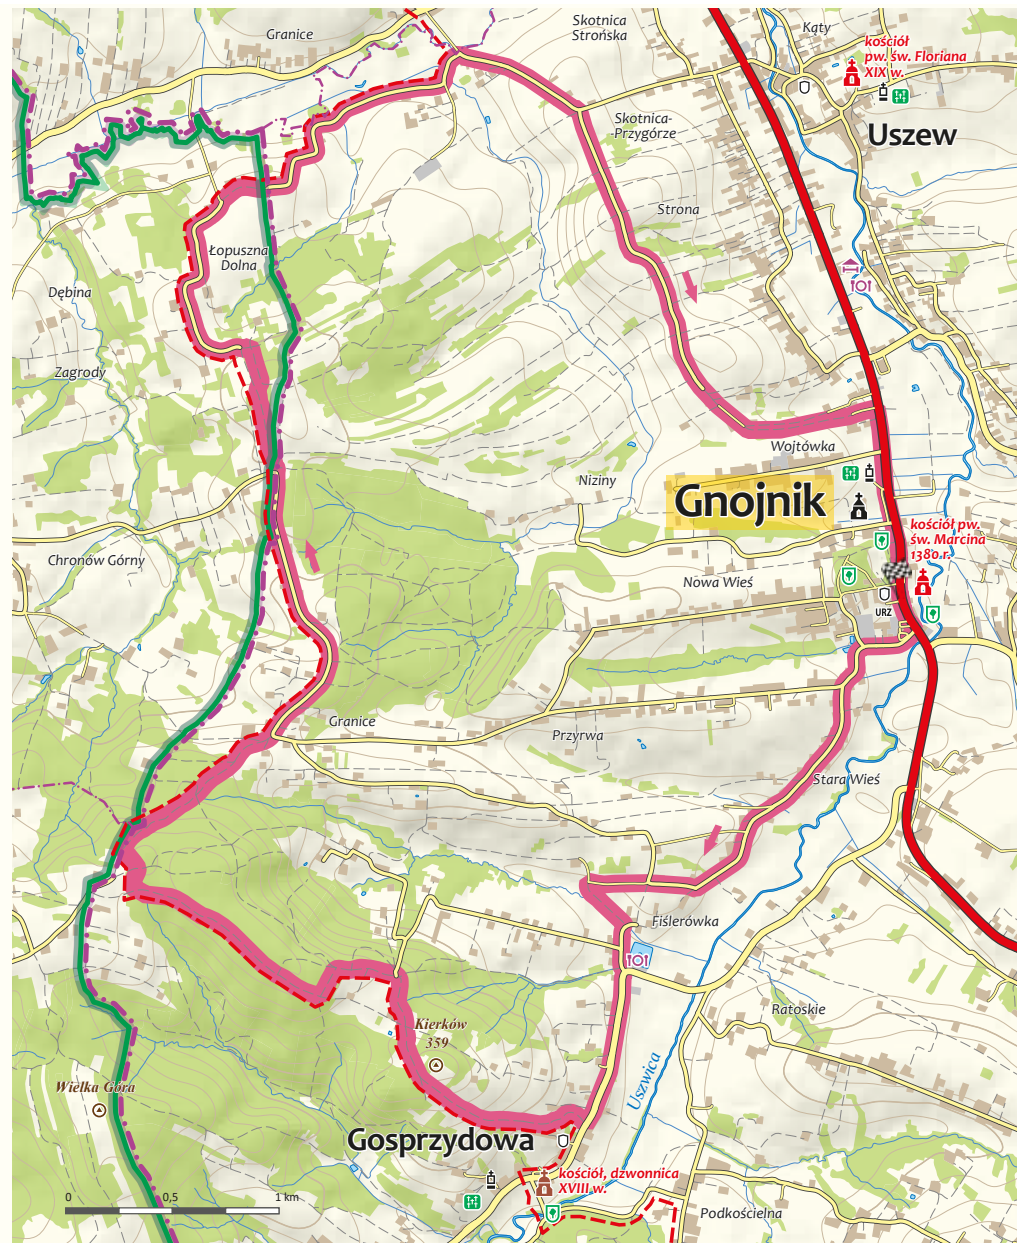 Granice
Skotnica
Strońska
Kąty
kościół
pw. św. Floriana
XIX w.
Uszew
Skotnica-
-Przygórze
Strona
Łopuszna
Dolna
Dębina
Zagrody
Wojtówka
Niziny
Gnojnik
kościół pw.
św. Marcina
1380 r.
Chronów Górny
Nowa Wieś
URZ
Granice
Przyrwa
Stara Wieś
Fiślerówka
Ratoskie
Kierków
359
Wielka Góra
Uszwica
Gosprzydowa
kościół, dzwonnica
XVIII w.
Podkościelna
0 0,5 1 km